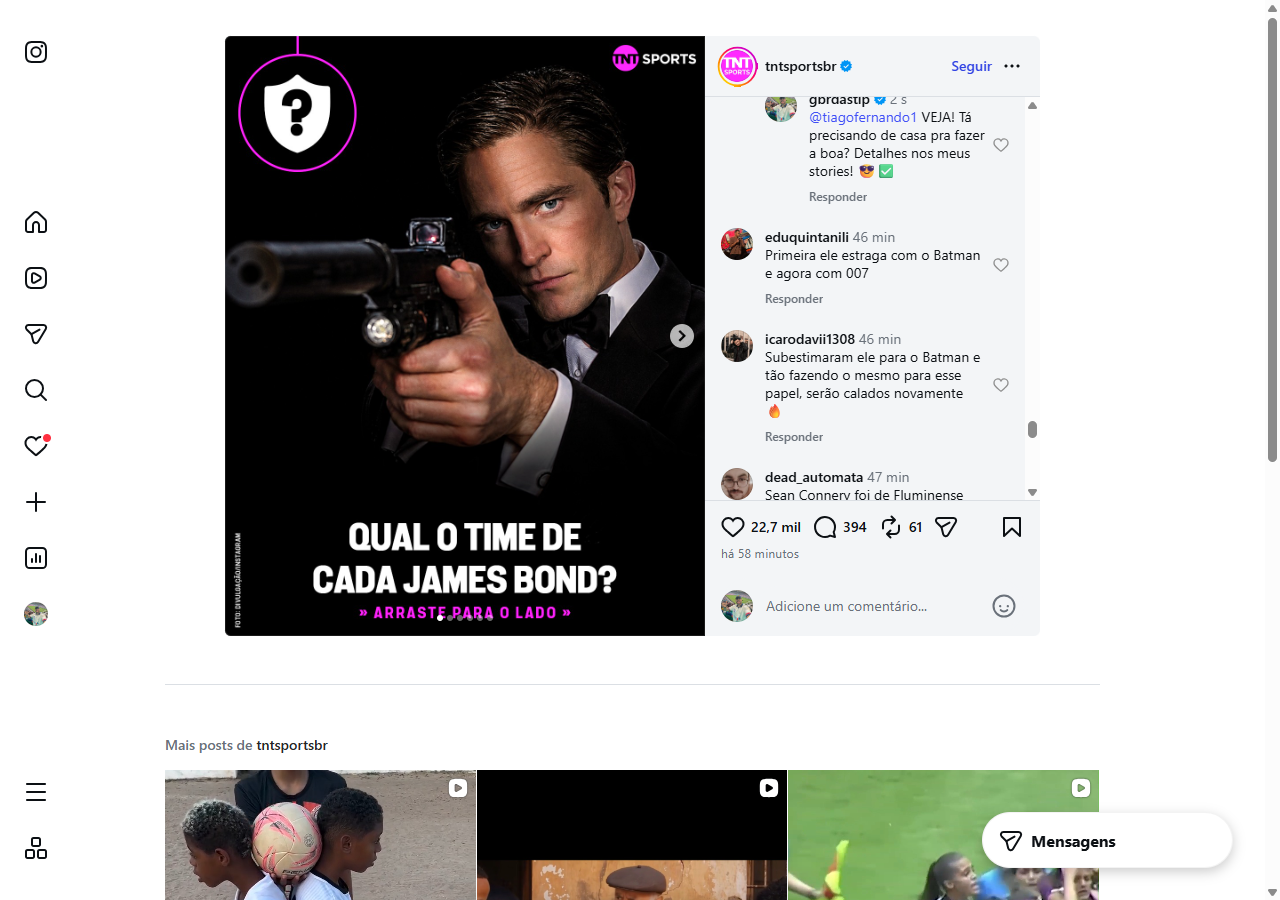 TNT SPORTS
?
QUAL O TIME DE
CADA JAMES BOND?
» ARRASTE PARA O LADO »
FOTO: DIVULGAÇÃO/INSTAGRAM
TNT
SPORTS
tntsportsbr
Seguir
gbrdastip 2 s
@tiagofernando1 VEJA! Tá
precisando de casa pra fazer
a boa? Detalhes nos meus
stories! 😎 ✅
Responder
eduquintanili 46 min
Primeira ele estraga com o Batman
e agora com 007
Responder
icarodavii1308 46 min
Subestimaram ele para o Batman e
tão fazendo o mesmo para esse
papel, serão calados novamente
🔥
Responder
dead_automata 47 min
Sean Connery foi de Fluminense
22,7 mil 394 61
há 58 minutos
Adicione um comentário...
Mais posts de tntsportsbr
Mensagens